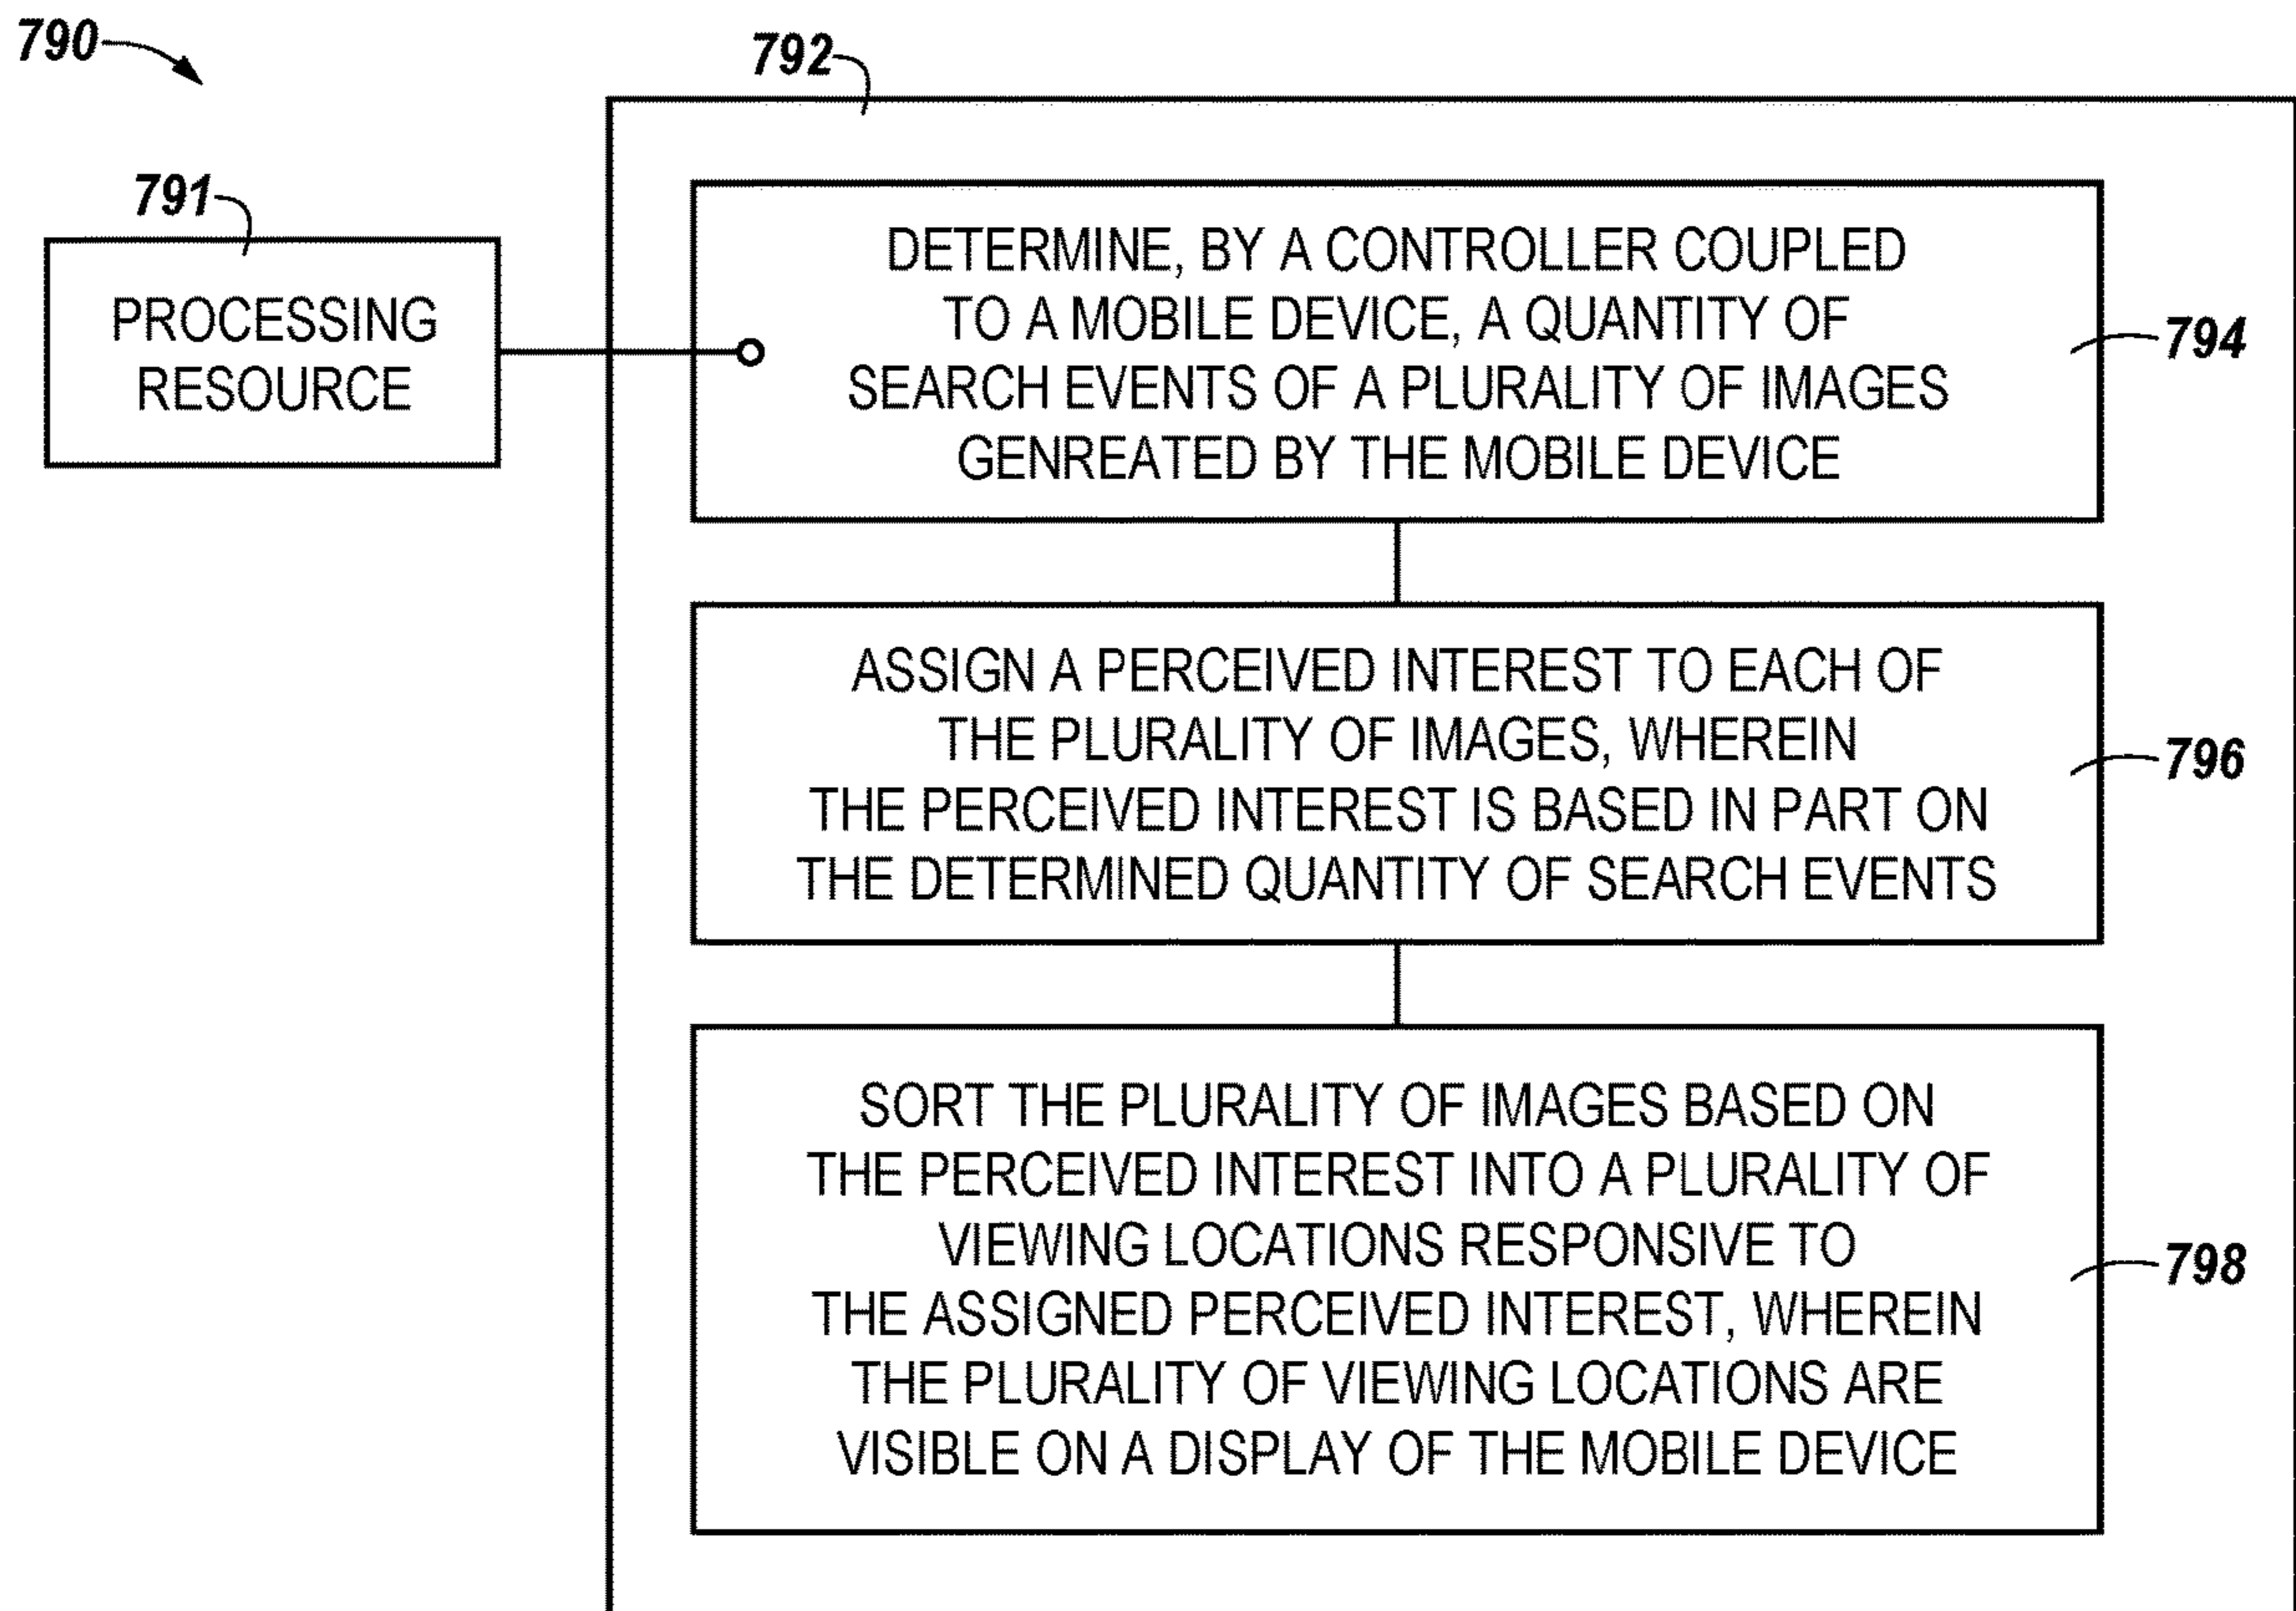 790
792
791
PROCESSING
RESOURCE
DETERMINE, BY A CONTROLLER COUPLED
TO A MOBILE DEVICE, A QUANTITY OF
SEARCH EVENTS OF A PLURALITY OF IMAGES
GENREATED BY THE MOBILE DEVICE
794
ASSIGN A PERCEIVED INTEREST TO EACH OF
THE PLURALITY OF IMAGES, WHEREIN
THE PERCEIVED INTEREST IS BASED IN PART ON
THE DETERMINED QUANTITY OF SEARCH EVENTS
796
SORT THE PLURALITY OF IMAGES BASED ON
THE PERCEIVED INTEREST INTO A PLURALITY OF
VIEWING LOCATIONS RESPONSIVE TO
THE ASSIGNED PERCEIVED INTEREST, WHEREIN
THE PLURALITY OF VIEWING LOCATIONS ARE
VISIBLE ON A DISPLAY OF THE MOBILE DEVICE
798